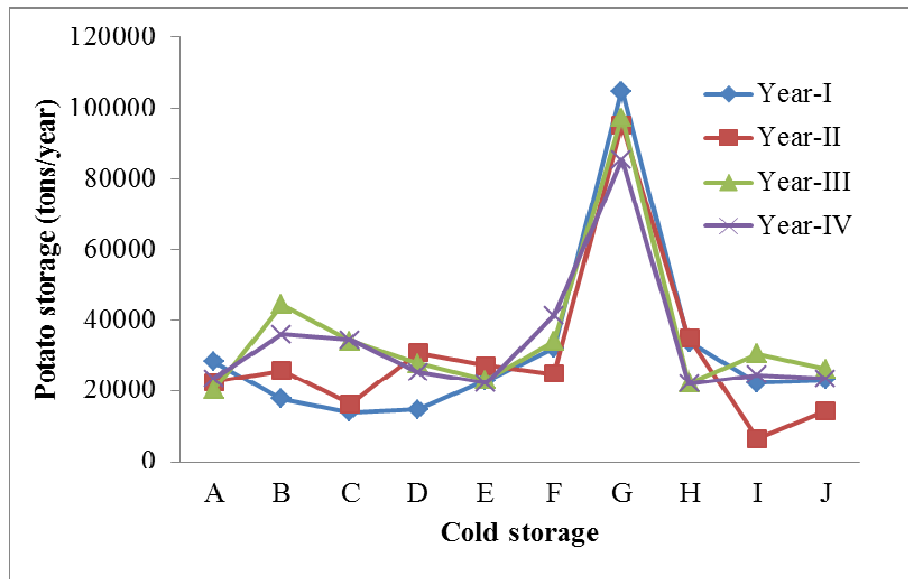 120000
100000
80000
60000
40000
20000
0
Potato storage (tons/year)
Year-I
Year-II
Year-III
Year-IV
A B C D E F G H I J
Cold storage